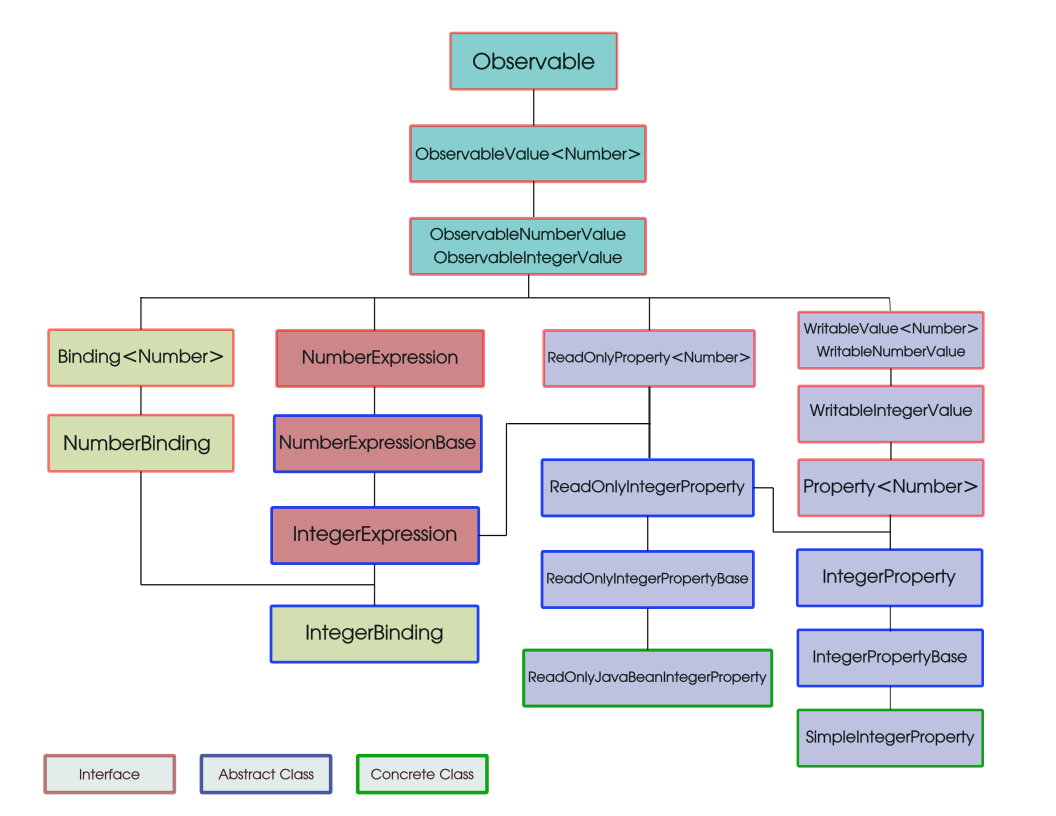 Observable
ObservableValue<Number>
ObservableNumberValue
ObservableIntegerValue
Binding<Number>
NumberExpression
ReadOnlyProperty<Number>
WritableValue<Number>
WritableNumberValue
NumberBinding
NumberExpressionBase
WritableIntegerValue
ReadOnlyIntegerProperty
Property<Number>
IntegerExpression
ReadOnlyIntegerPropertyBase
IntegerProperty
IntegerBinding
IntegerPropertyBase
ReadOnlyJavaBeanIntegerProperty
SimpleIntegerProperty
Interface
Abstract Class
Concrete Class